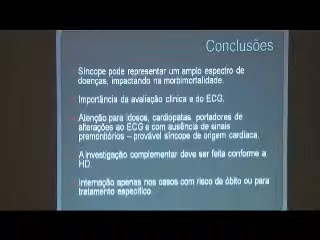 Conclusões
Síncope pode representar um amplo espectro de
doenças, impactando na morbimortalidade.
Importância da avaliação clínica e do ECG.
Atenção para idosos, cardiopatas, portadores de
alterações ao ECG e com ausência de sinais
premonitórios – provável síncope de origem cardíaca.
A investigação complementar deve ser feita conforme a
HD.
Internação apenas nos casos com risco de óbito ou para
tratamento específico.